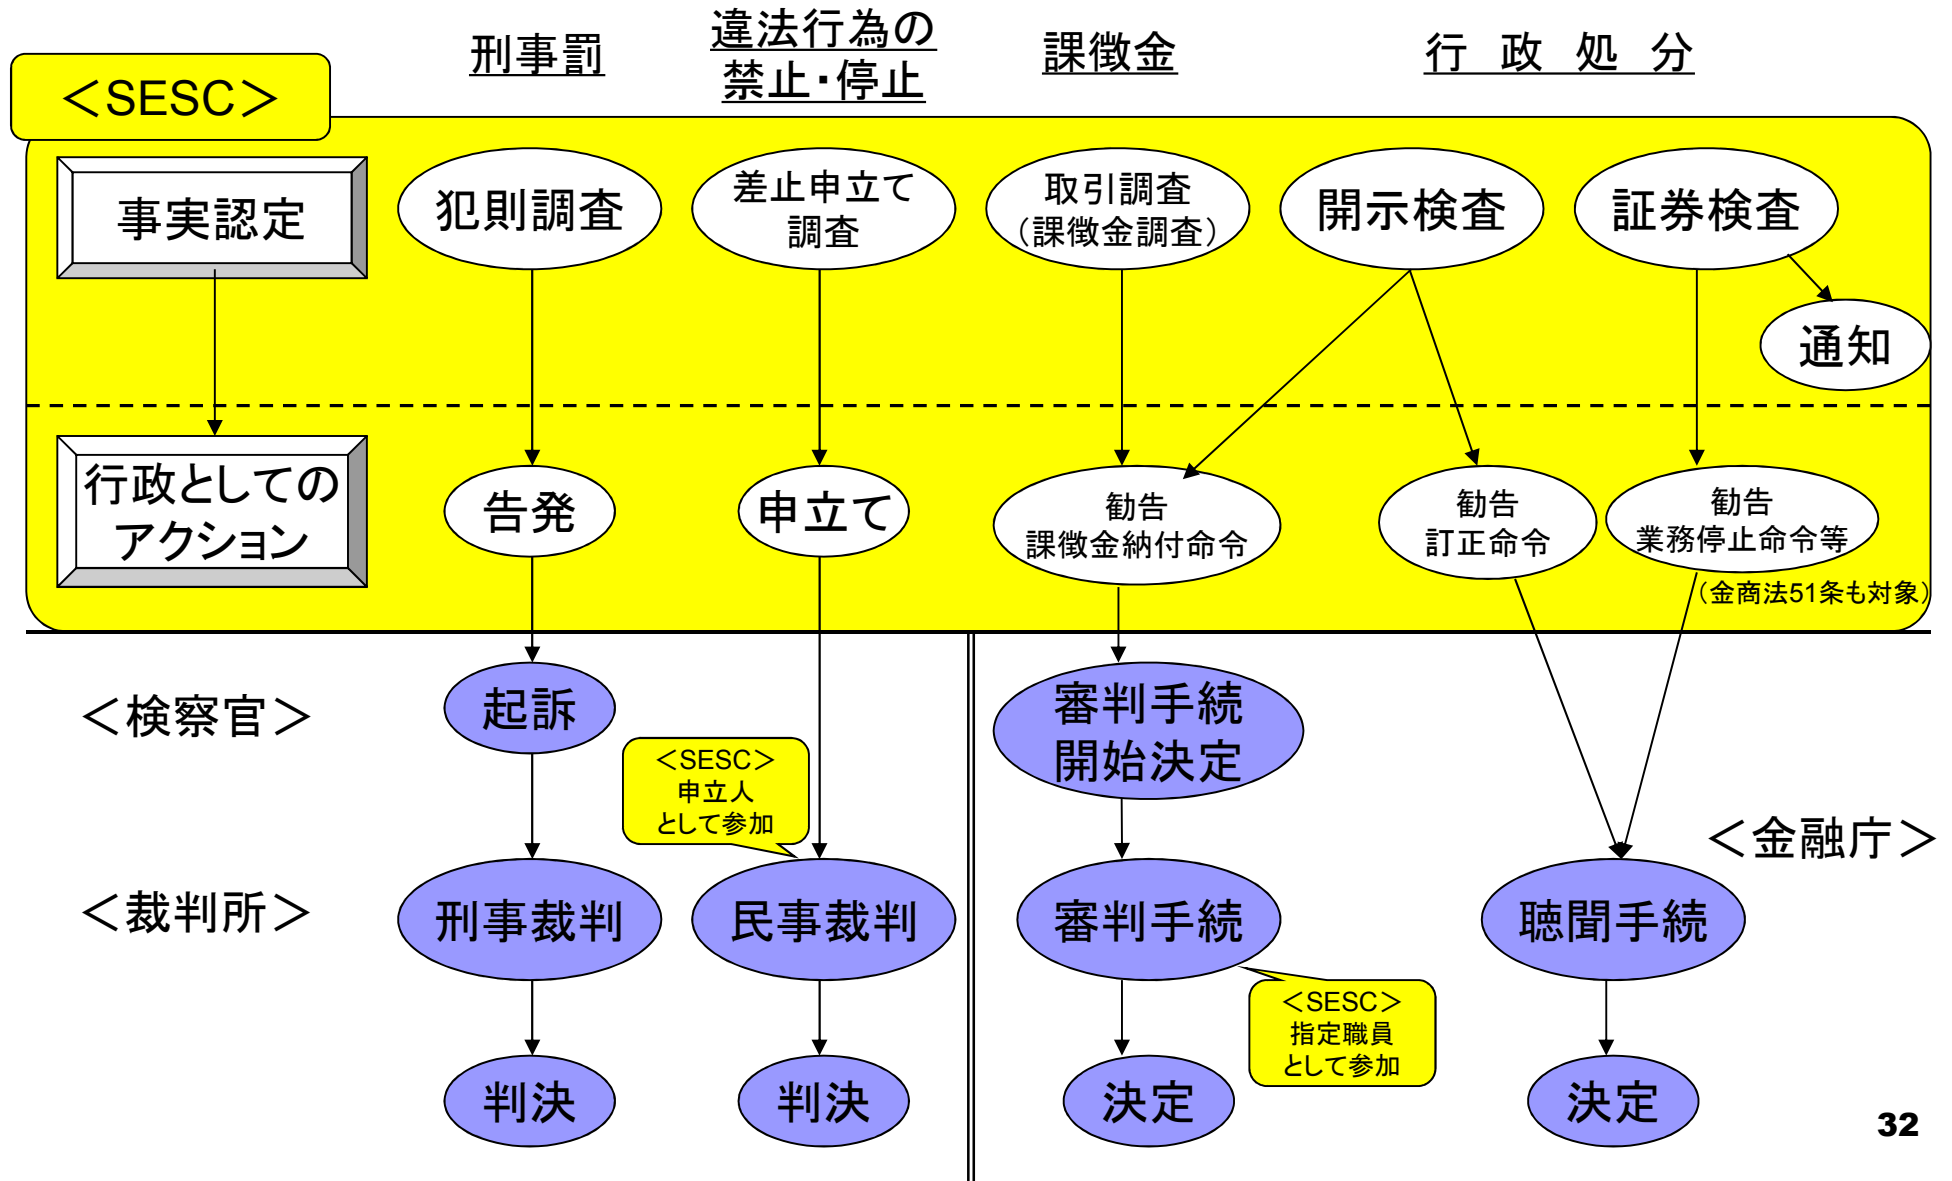 刑事罰
違法行為の
禁止・停止
課徴金
行 政 処 分
＜SESC＞
事実認定
犯則調査
差止申立て
調査
取引調査
（課徴金調査）
開示検査
証券検査
通知
行政としての
アクション
告発
申立て
勧告
課徴金納付命令
勧告
訂正命令
勧告
業務停止命令等
（金商法51条も対象）
＜検察官＞
起訴
＜SESC＞
申立人
として参加
審判手続
開始決定
＜金融庁＞
＜裁判所＞
刑事裁判
民事裁判
審判手続
聴聞手続
＜SESC＞
指定職員
として参加
判決
判決
決定
決定
32